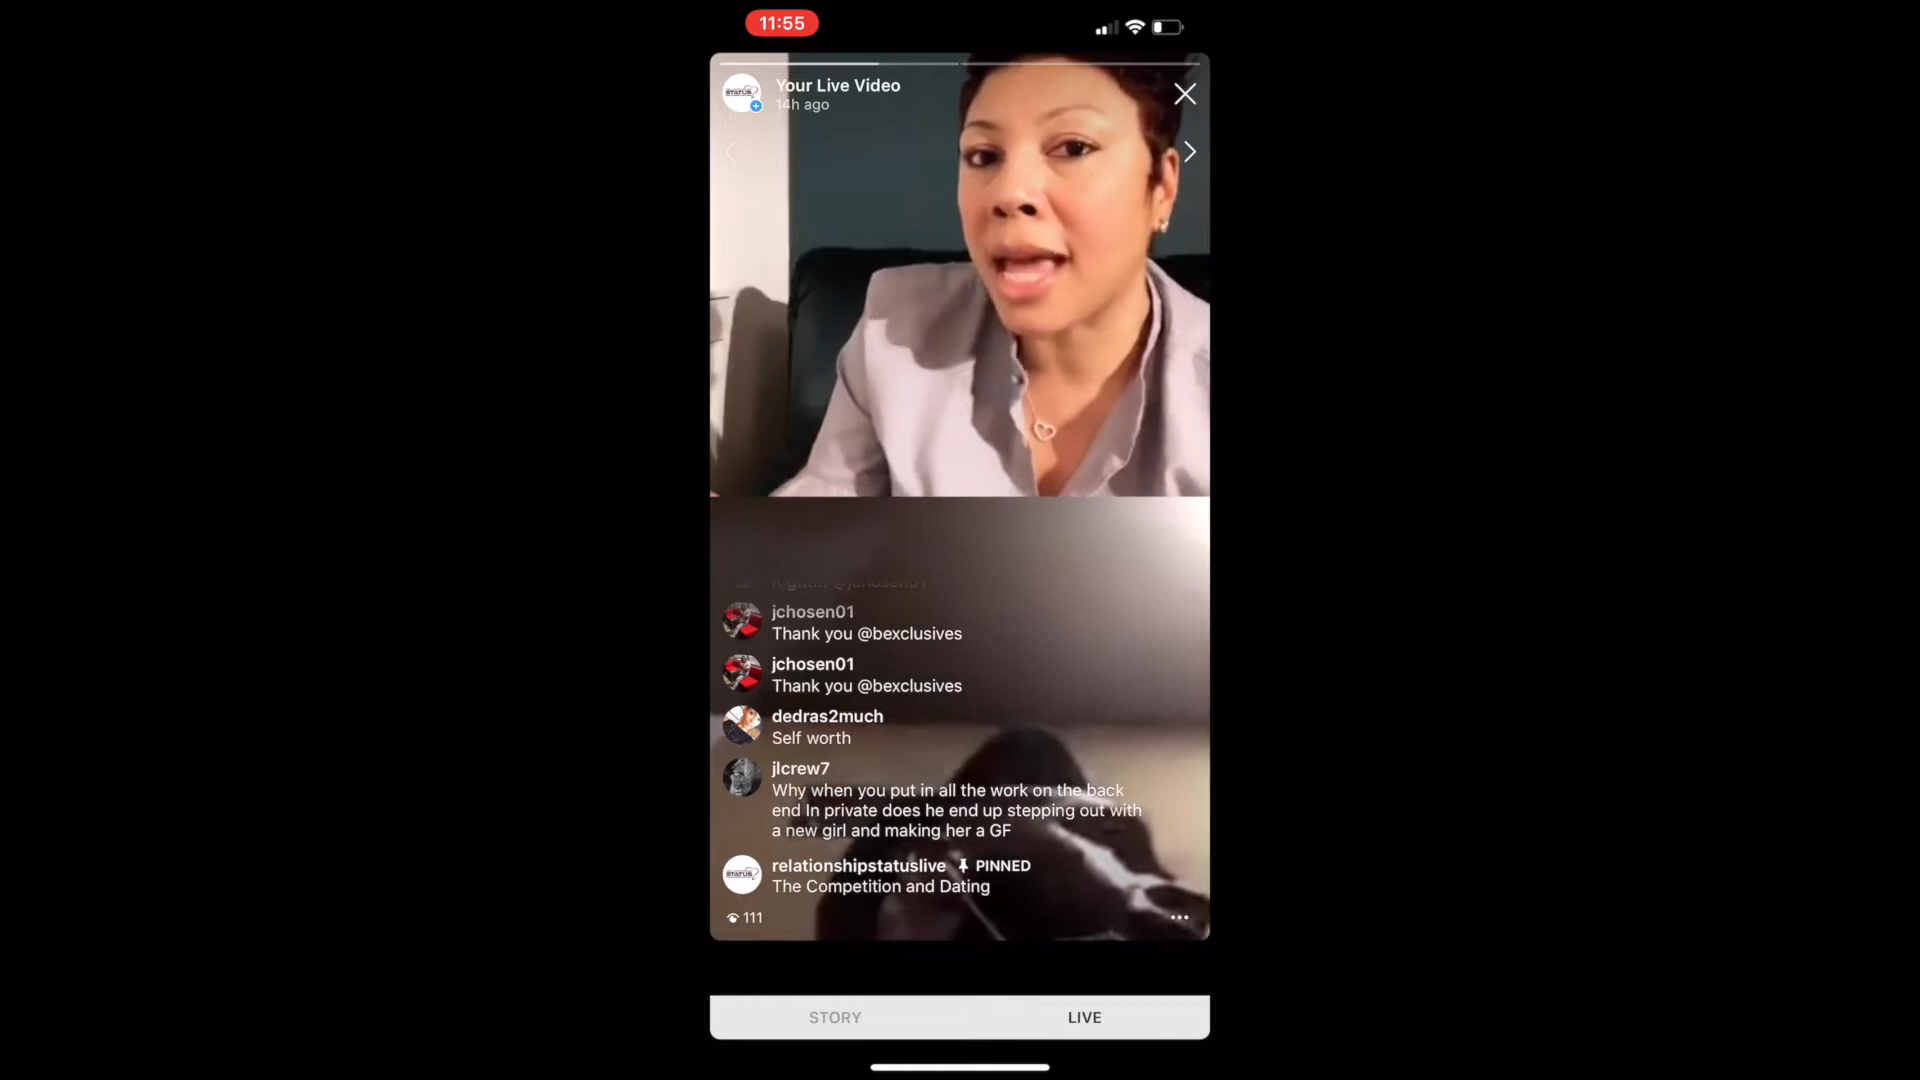 11:55
Your Live Video
14h ago
STATUS
jchosen01
Thank you @bexclusives
jchosen01
Thank you @bexclusives
dedras2much
Self worth
jlcrew7
Why when you put in all the work on the back
end In private does he end up stepping out with
a new girl and making her a GF
relationshipstatuslive PINNED
STATUS
The Competition and Dating
111
STORY
LIVE